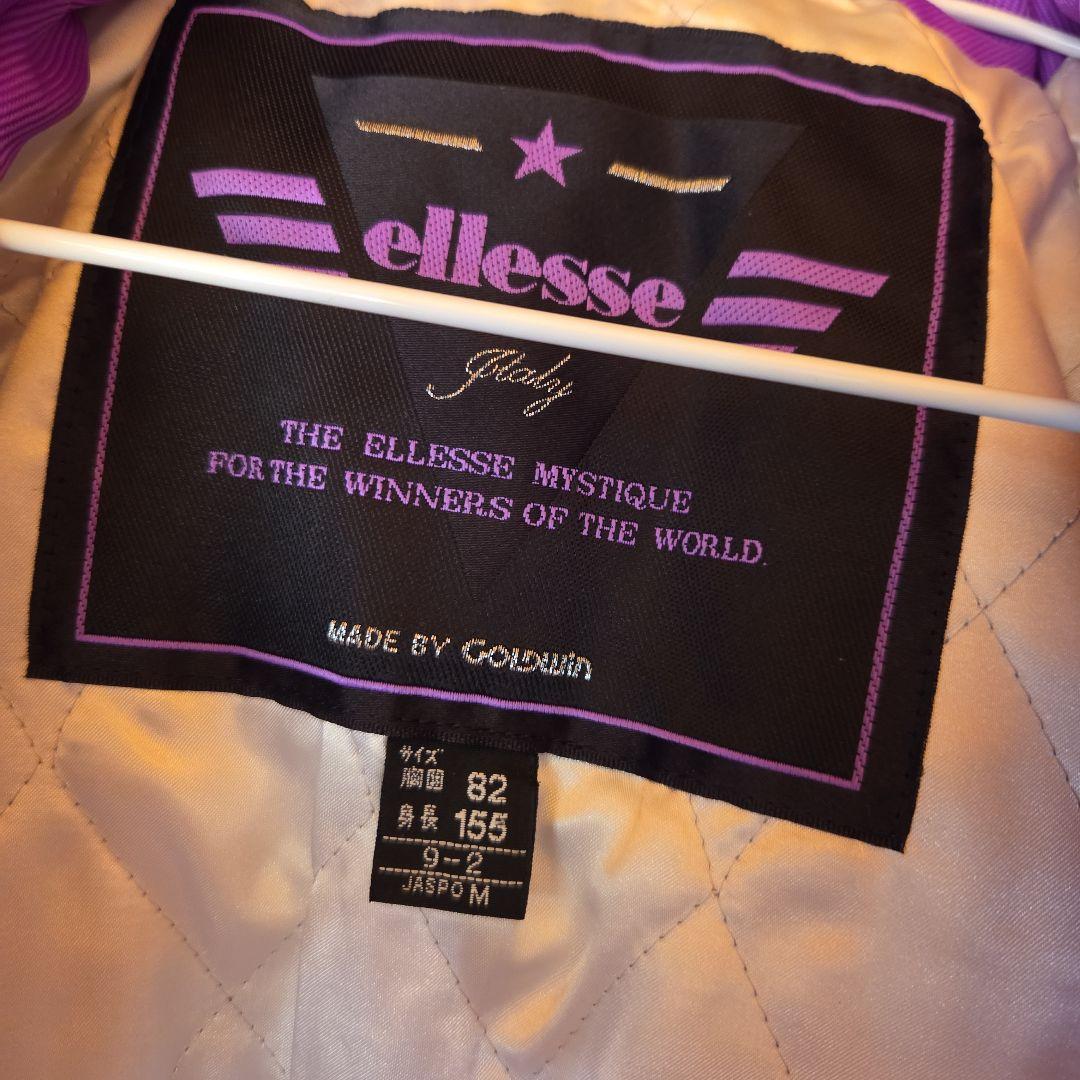 ellesse
Italy
THE ELLESSE MYSTIQUE
FOR THE WINNERS OF THE WORLD.
MADE BY GOLDWIN
サイズ
胸囲 82
身長 155
9-2
JASPO M